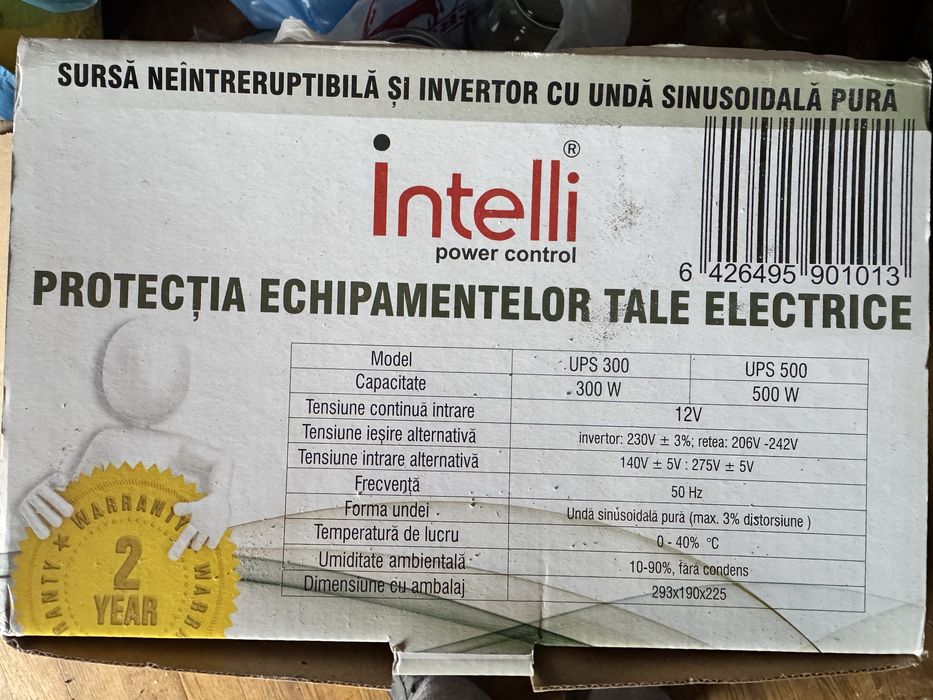 SURSĂ NEÎNTRERUPTIBILĂ ȘI INVERTOR CU UNDĂ SINUSOIDALĂ PURĂ
intelli®
power control
6 426495 901013
PROTECȚIA ECHIPAMENTELOR TALE ELECTRICE
Model UPS 300 UPS 500
Capacitate 300 W 500 W
Tensiune continuă intrare 12V
Tensiune ieșire alternativă invertor: 230V ± 3%; retea: 206V -242V
Tensiune intrare alternativă 140V ± 5V : 275V ± 5V
Frecvență 50 Hz
Forma undei Undă sinusoidală pură (max. 3% distorsiune )
Temperatură de lucru 0 - 40% °C
Umiditate ambientală 10-90%, fără condens
Dimensiune cu ambalaj 293x190x225
WARRANTY
2
YEAR
RANTY
WARRA